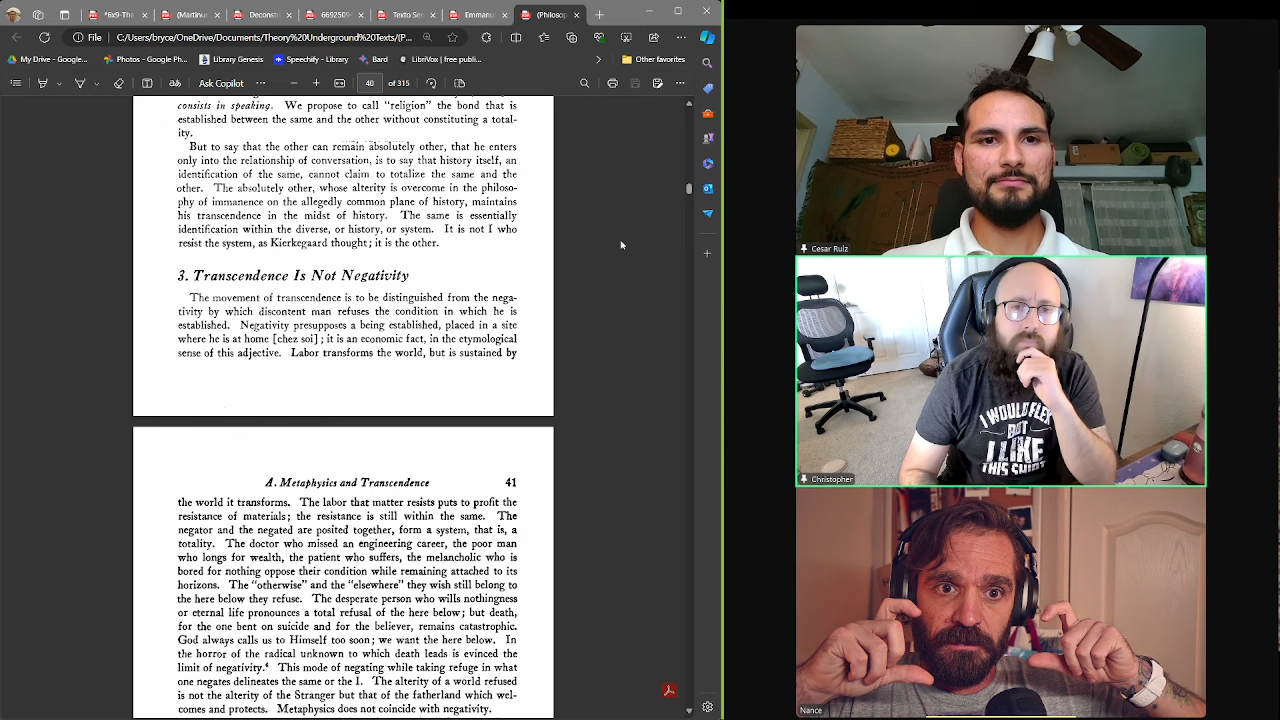 *6x9-The
(Martinu
Deconstr
6692509
Texto Se
Emmanu
(Philosop
File
C:/Users/bryce/OneDrive/Documents/Theory%20Underground/Texts/(P...
My Drive - Google...
Photos - Google Ph...
Library Genesis
Speechify - Library
Bard
LibriVox | free publi...
Other favorites
Ask Copilot
40 of 315
consists in speaking. We propose to call "religion" the bond that is
established between the same and the other without constituting a total-
ity.
But to say that the other can remain absolutely other, that he enters
only into the relationship of conversation, is to say that history itself, an
identification of the same, cannot claim to totalize the same and the
other. The absolutely other, whose alterity is overcome in the philoso-
phy of immanence on the allegedly common plane of history, maintains
his transcendence in the midst of history. The same is essentially
identification within the diverse, or history, or system. It is not I who
resist the system, as Kierkegaard thought; it is the other.
3. Transcendence Is Not Negativity
The movement of transcendence is to be distinguished from the nega-
tivity by which discontent man refuses the condition in which he is
established. Negativity presupposes a being established, placed in a site
where he is at home [chez soi]; it is an economic fact, in the etymological
sense of this adjective. Labor transforms the world, but is sustained by
A. Metaphysics and Transcendence 41
the world it transforms. The labor that matter resists puts to profit the
resistance of materials; the resistance is still within the same. The
negator and the negated are posited together, form a system, that is, a
totality. The doctor who missed an engineering career, the poor man
who longs for wealth, the patient who suffers, the melancholic who is
bored for nothing oppose their condition while remaining attached to its
horizons. The "otherwise" and the "elsewhere" they wish still belong to
the here below they refuse. The desperate person who wills nothingness
or eternal life pronounces a total refusal of the here below; but death,
for the one bent on suicide and for the believer, remains catastrophic.
God always calls us to Himself too soon; we want the here below. In
the horror of the radical unknown to which death leads is evinced the
limit of negativity.⁴ This mode of negating while taking refuge in what
one negates delineates the same or the I. The alterity of a world refused
is not the alterity of the Stranger but that of the fatherland which wel-
comes and protects. Metaphysics does not coincide with negativity.
Cesar Ruiz
I WOULD FLEX
BUT
I LIKE
THIS SHIRT
Christopher
Nance